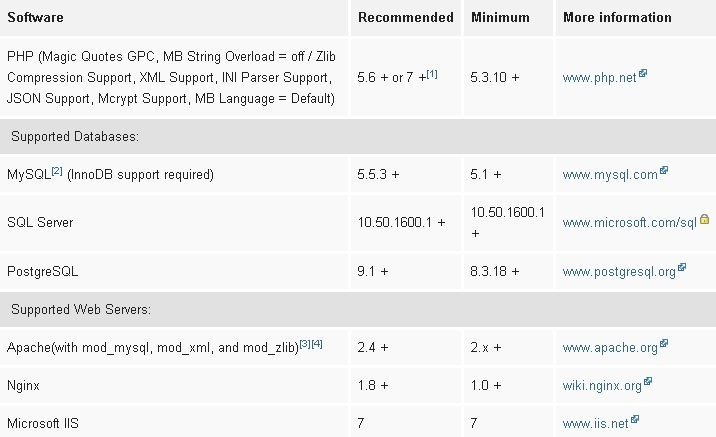 Software Recommended Minimum More information
PHP (Magic Quotes GPC, MB String Overload = off / Zlib
Compression Support, XML Support, INI Parser Support,
JSON Support, Mcrypt Support, MB Language = Default)
5.6 + or 7 +[1] 5.3.10 + www.php.net
Supported Databases:
MySQL[2] (InnoDB support required) 5.5.3 + 5.1 + www.mysql.com
SQL Server 10.50.1600.1 + 10.50.1600.1
+
www.microsoft.com/sql
PostgreSQL 9.1 + 8.3.18 + www.postgresql.org
Supported Web Servers:
Apache(with mod_mysql, mod_xml, and mod_zlib)[3][4] 2.4 + 2.x + www.apache.org
Nginx 1.8 + 1.0 + wiki.nginx.org
Microsoft IIS 7 7 www.iis.net